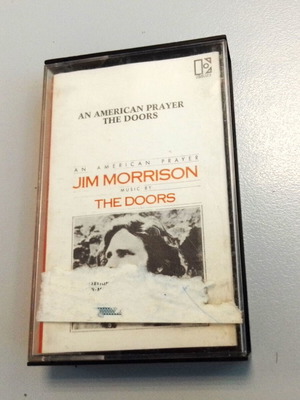 AN AMERICAN PRAYER
THE DOORS
AN AMERICAN PRAYER
JIM MORRISON
MUSIC BY
THE DOORS